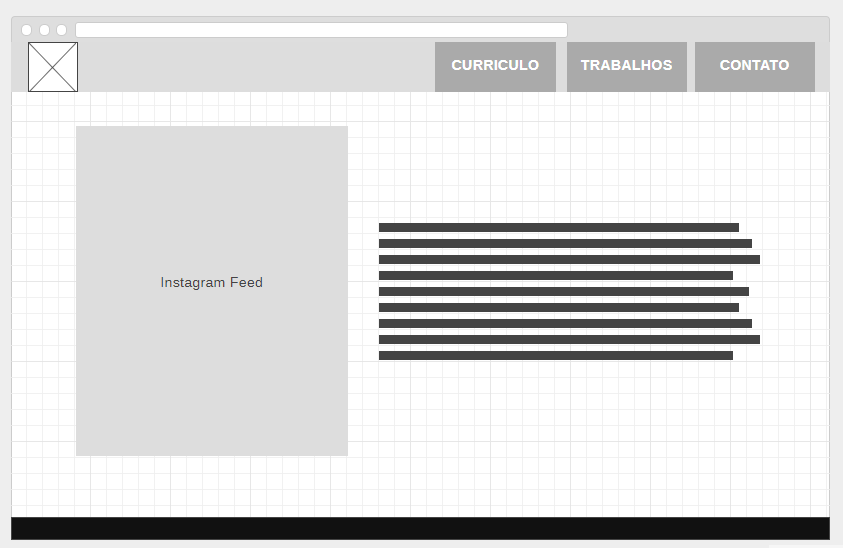 CURRICULO
TRABALHOS
CONTATO
Instagram Feed